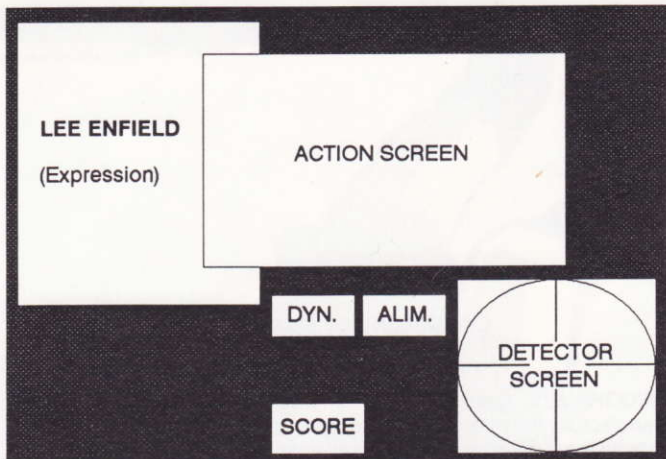 LEE ENFIELD
(Expression)
ACTION SCREEN
DYN.
ALIM.
DETECTOR
SCREEN
SCORE